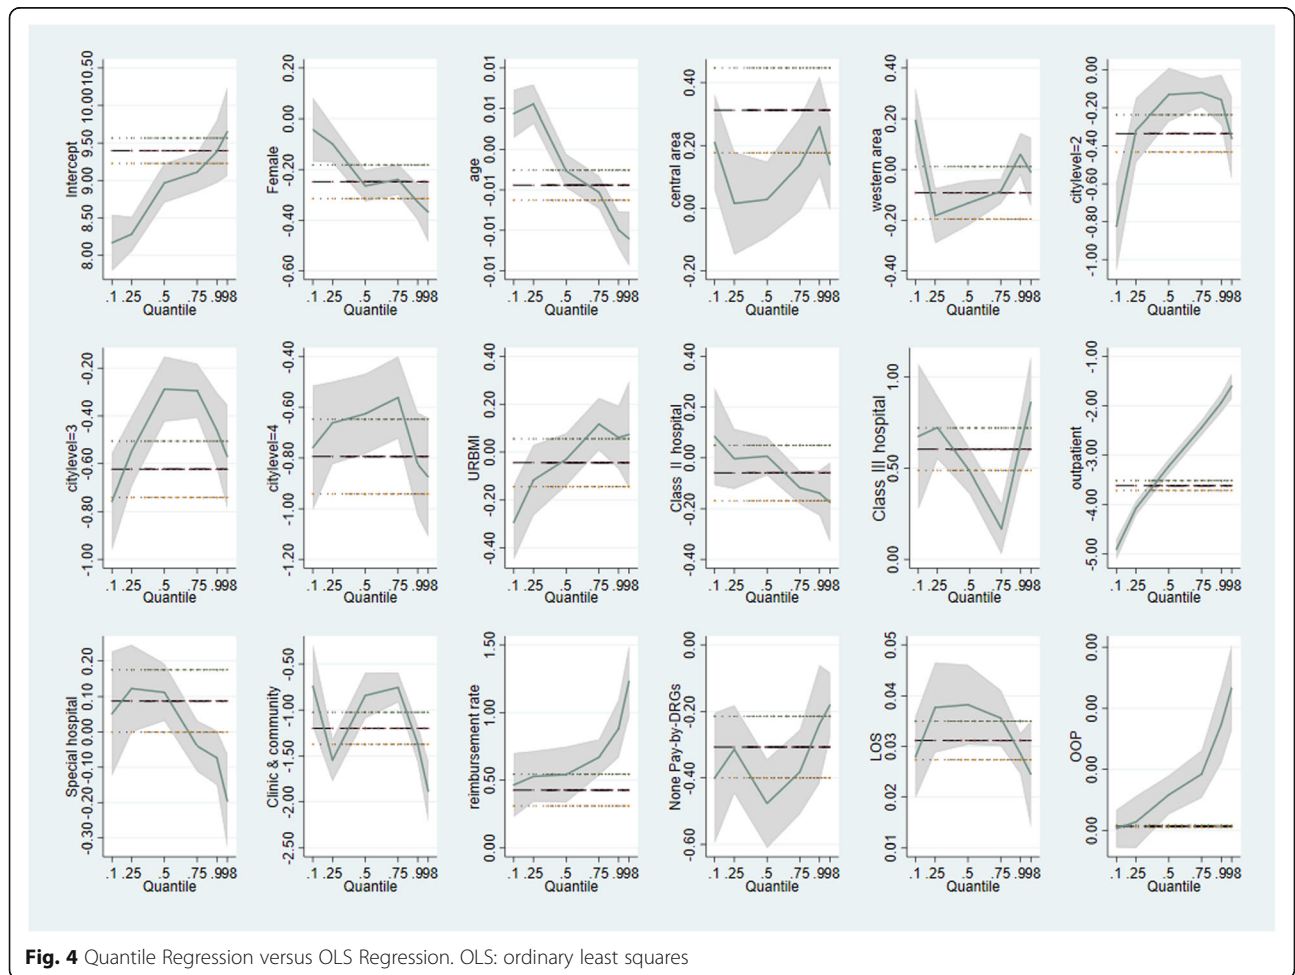 Intercept
8.00 8.50 9.00 9.50 10.00 10.50
.1 .25 .5 .75 .998
Quantile
Female
-0.60 -0.40 -0.20 0.00 0.20
.1 .25 .5 .75 .998
Quantile
age
-0.01 -0.01 -0.01 0.00 0.01 0.01
.1 .25 .5 .75 .998
Quantile
central area
-0.20 0.00 0.20 0.40
.1 .25 .5 .75 .998
Quantile
western area
-0.40 -0.20 0.00 0.20 0.40
.1 .25 .5 .75 .998
Quantile
citylevel=2
-1.00 -0.80 -0.60 -0.40 -0.20 0.00
.1 .25 .5 .75 .998
Quantile
citylevel=3
-1.00 -0.80 -0.60 -0.40 -0.20
.1 .25 .5 .75 .998
Quantile
citylevel=4
-1.20 -1.00 -0.80 -0.60 -0.40
.1 .25 .5 .75 .998
Quantile
URBMI
-0.40 -0.20 0.00 0.20 0.40
.1 .25 .5 .75 .998
Quantile
Class II hospital
-0.40 -0.20 0.00 0.20 0.40
.1 .25 .5 .75 .998
Quantile
Class III hospital
0.00 0.50 1.00
.1 .25 .5 .75 .998
Quantile
outpatient
-5.00 -4.00 -3.00 -2.00 -1.00
.1 .25 .5 .75 .998
Quantile
Special hospital
-0.30 -0.20 -0.10 0.00 0.10 0.20
.1 .25 .5 .75 .998
Quantile
Clinic & community
-2.50 -2.00 -1.50 -1.00 -0.50
.1 .25 .5 .75 .998
Quantile
reimbursement rate
0.00 0.50 1.00 1.50
.1 .25 .5 .75 .998
Quantile
None Pay-by-DRGs
-0.60 -0.40 -0.20 0.00
.1 .25 .5 .75 .998
Quantile
LOS
0.01 0.02 0.03 0.04 0.05
.1 .25 .5 .75 .998
Quantile
OOP
0.00 0.00 0.00 0.00
.1 .25 .5 .75 .998
Quantile
Fig. 4 Quantile Regression versus OLS Regression. OLS: ordinary least squares